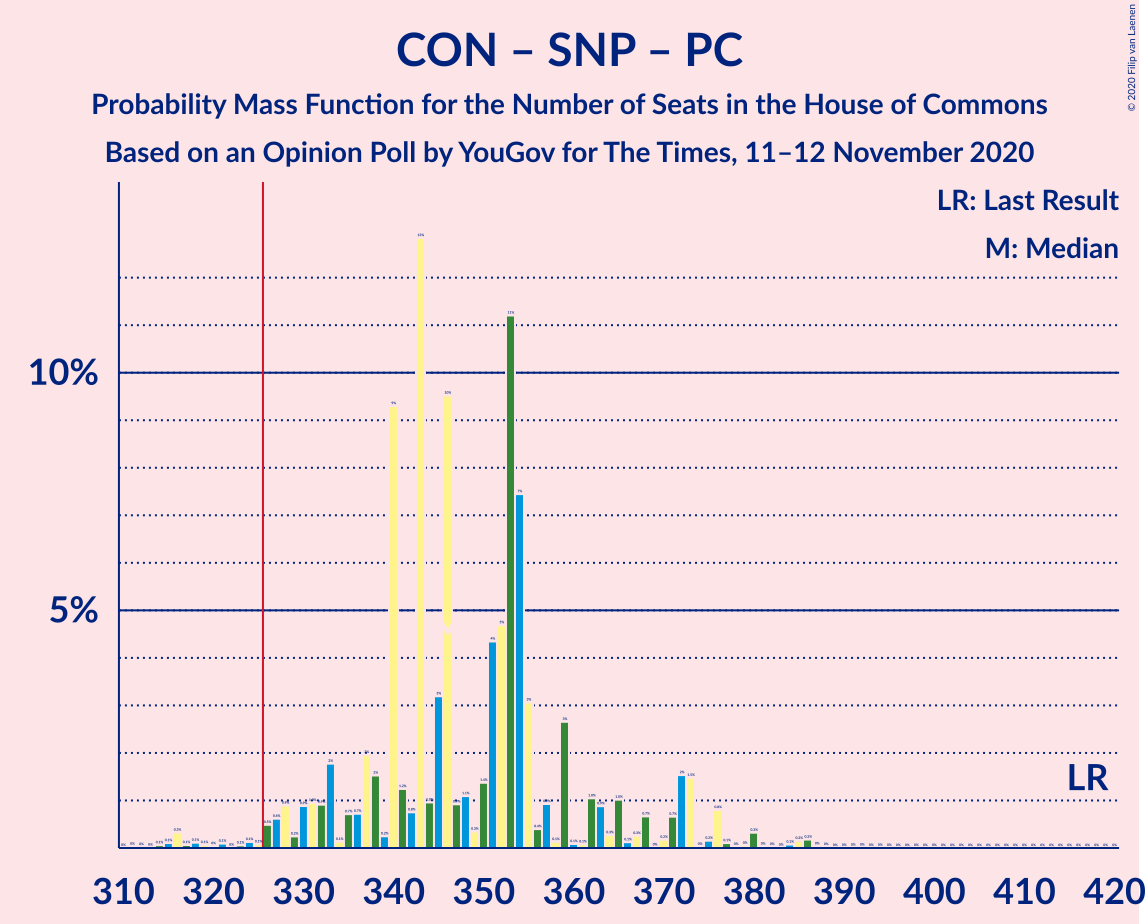 CON – SNP – PC
Probability Mass Function for the Number of Seats in the House of Commons
Based on an Opinion Poll by YouGov for The Times, 11–12 November 2020
© 2020 Filip van Laenen
LR: Last Result
M: Median
10%
5%
LR
310 320 330 340 350 360 370 380 390 400 410 420